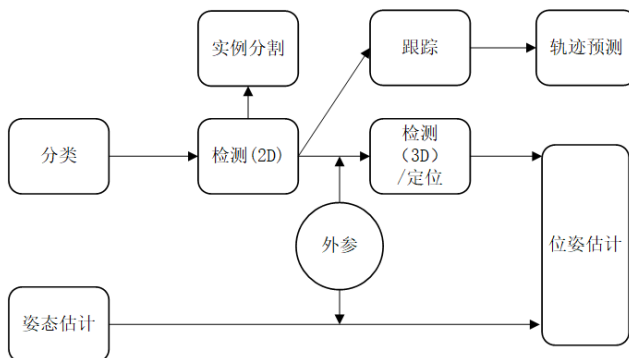 实例分割
跟踪
轨迹预测
分类
检测(2D)
检测
（3D）
/定位
外参
位姿估计
姿态估计